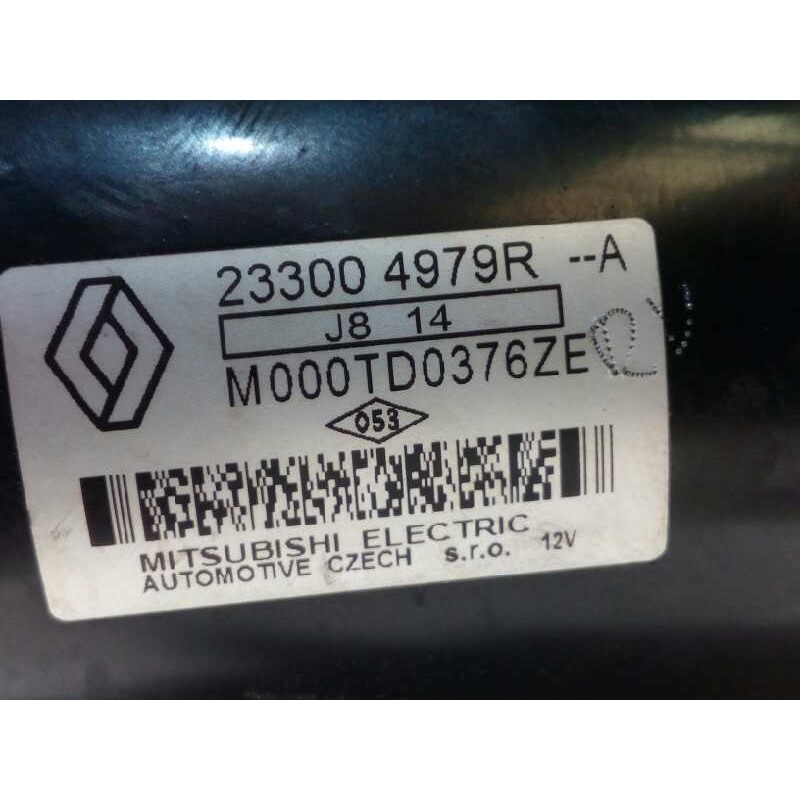 23300 4979R --A
J8 14
M000TD0376ZE
053
MITSUBISHI ELECTRIC
AUTOMOTIVE CZECH s.r.o. 12V